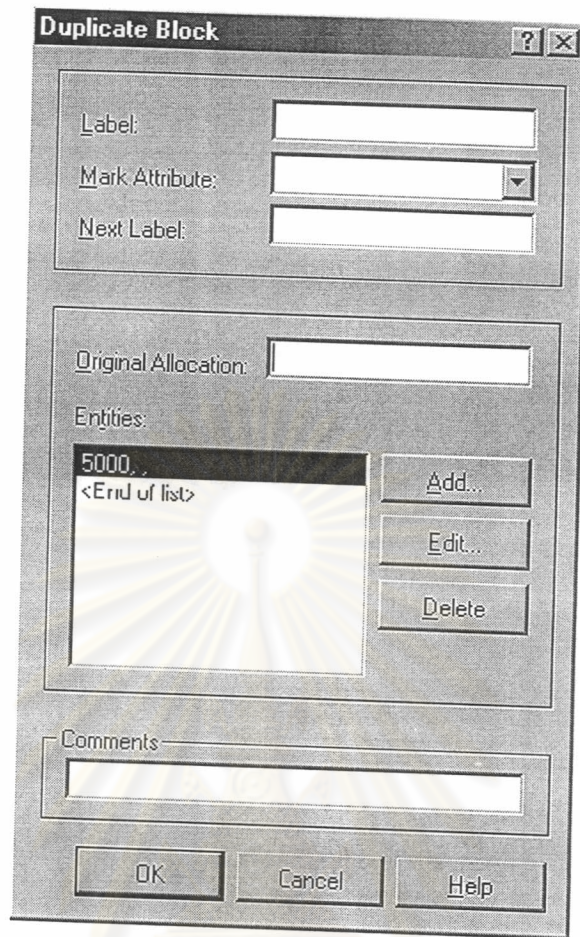 Duplicate Block
Label:
Mark Attribute:
Next Label:
Original Allocation:
Entities:
5000, ,
<End of list>
Add...
Edit...
Delete
Comments
OK
Cancel
Help